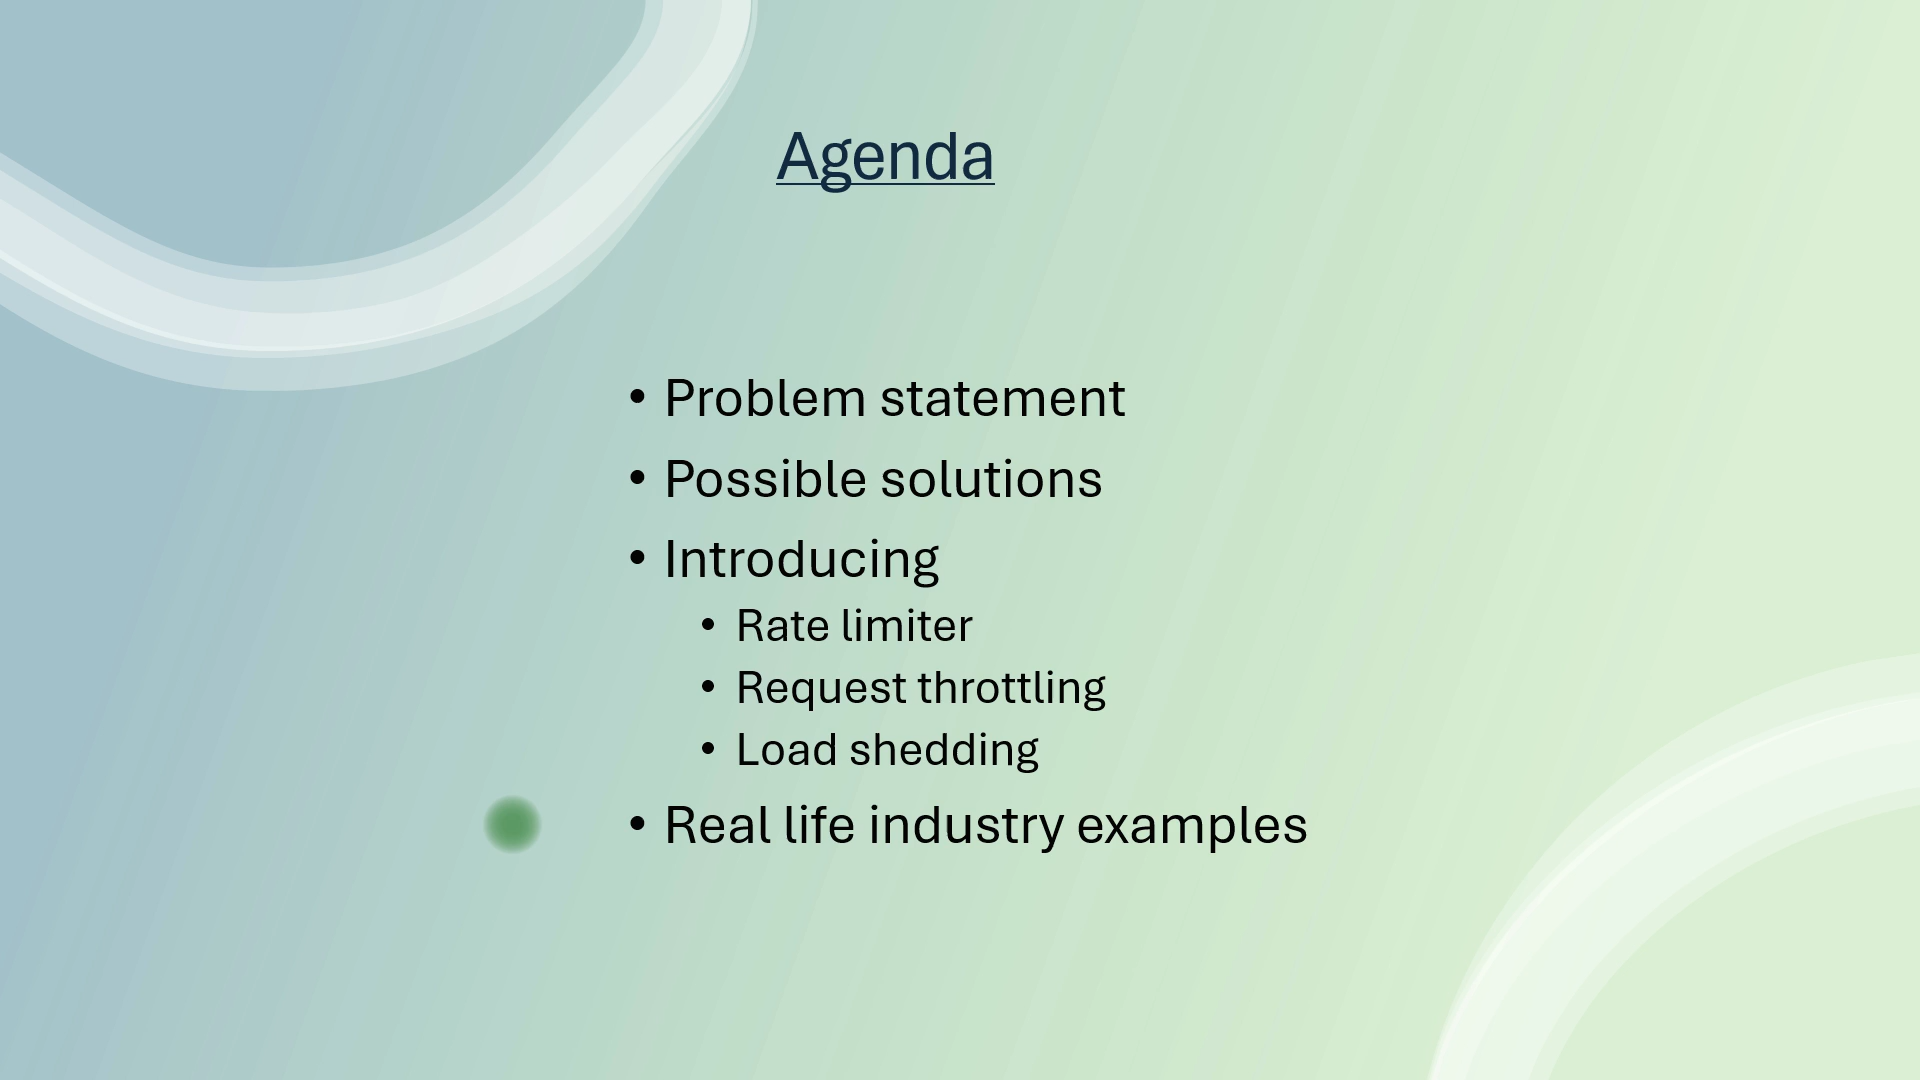 Agenda
• Problem statement
• Possible solutions
• Introducing
• Rate limiter
• Request throttling
• Load shedding
• Real life industry examples